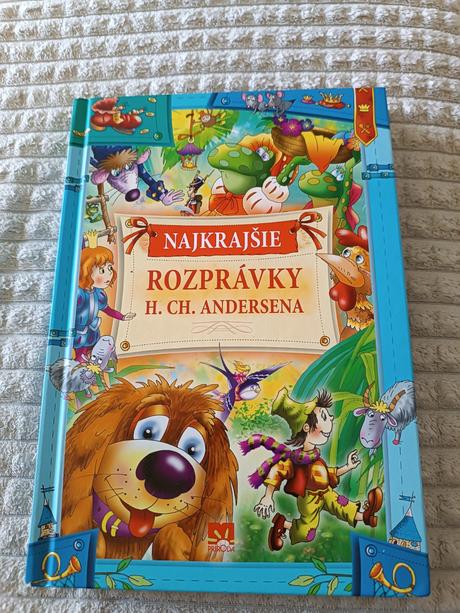 NAJKRAJŠIE
ROZPRÁVKY
H. CH. ANDERSENA
PRÍRODA